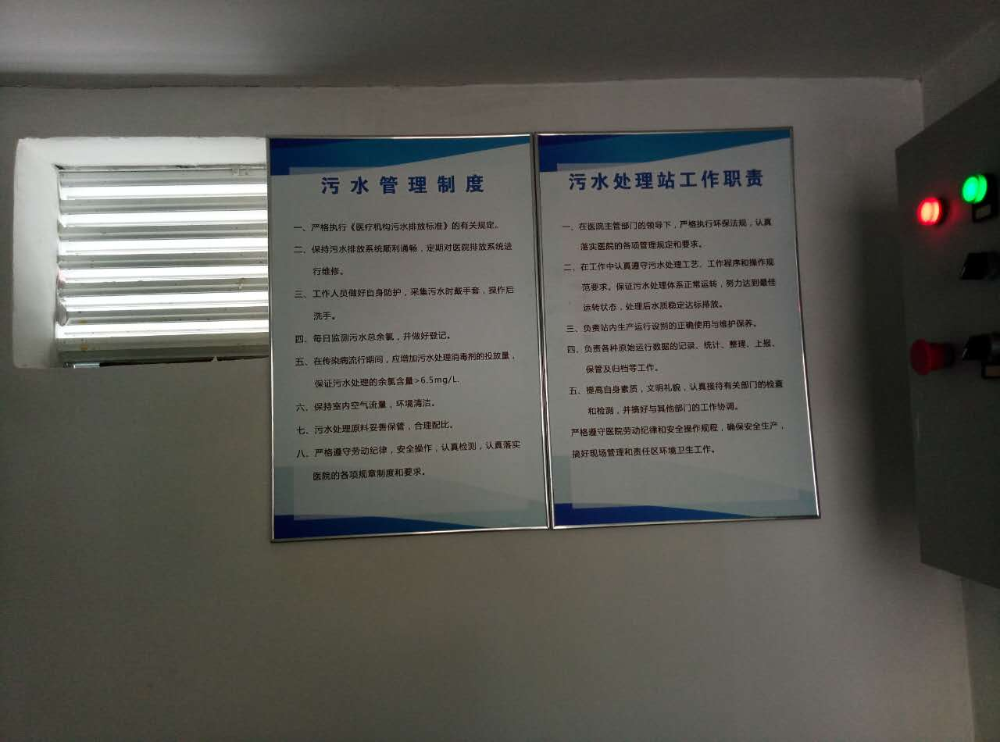 污水管理制度
一、严格执行《医疗机构污水排放标准》的有关规定。
二、保持污水排放系统顺利通畅，定期对医院排放系统进
行维修。
三、工作人员做好自身防护，采集污水时戴手套，操作后
洗手。
四、每日监测污水总余氯，并做好登记。
五、在传染病流行期间，应增加污水处理消毒剂的投放量，
保证污水处理的余氯含量>6.5mg/L.
六、保持室内空气流量，环境清洁。
七、污水处理原料妥善保管，合理配比。
八、严格遵守劳动纪律，安全操作，认真检测，认真落实
医院的各项规章制度和要求。
污水处理站工作职责
一、在医院主管部门的领导下，严格执行环保法规，认真
落实医院的各项管理规定和要求。
二、在工作中认真遵守污水处理工艺、工作程序和操作规
范要求。保证污水处理体系正常运转，努力达到最佳
运转状态，处理后水质稳定达标排放。
三、负责站内生产运行设别的正确使用与维护保养。
四、负责各种原始运行数据的记录、统计、整理、上报、
保管及归档等工作。
五、提高自身素质，文明礼貌，认真接待有关部门的检查
和检测，并搞好与其他部门的工作协调。
严格遵守医院劳动纪律和安全操作规程，确保安全生产，
搞好现场管理和责任区环境卫生工作。